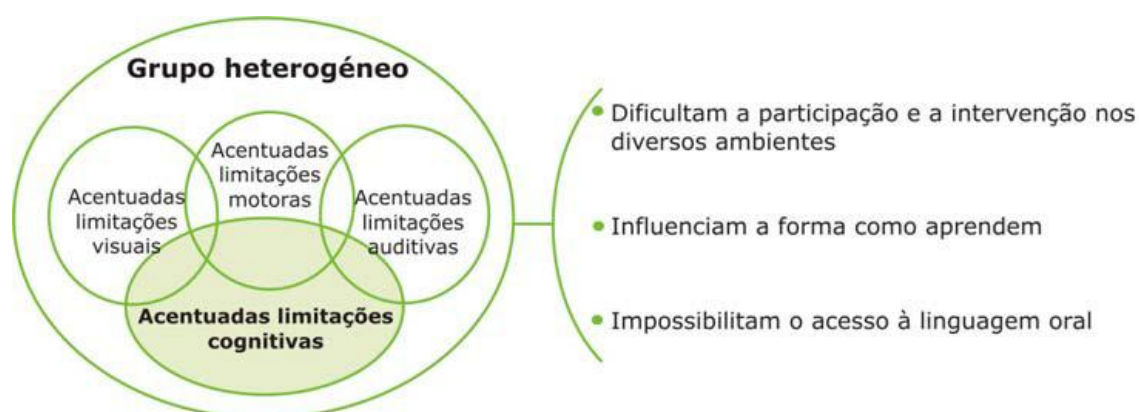 Grupo heterogéneo
Acentuadas
limitações
visuais
Acentuadas
limitações
motoras
Acentuadas
limitações
auditivas
Acentuadas limitações
cognitivas
• Dificultam a participação e a intervenção nos
diversos ambientes
• Influenciam a forma como aprendem
• Impossibilitam o acesso à linguagem oral